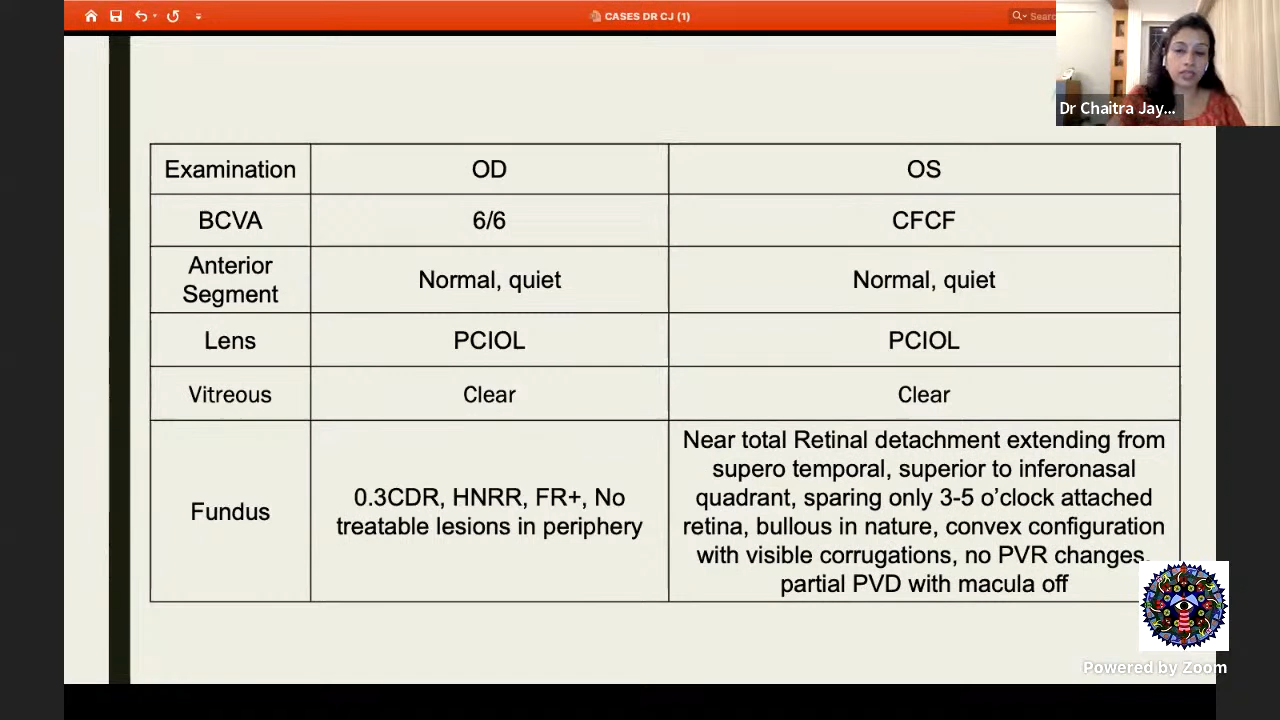 CASES DR CJ (1)
Sear
Dr Chaitra Jay...
Examination OD OS
BCVA 6/6 CFCF
Anterior
Segment
Normal, quiet Normal, quiet
Lens PCIOL PCIOL
Vitreous Clear Clear
Fundus
0.3CDR, HNRR, FR+, No
treatable lesions in periphery
Near total Retinal detachment extending from
supero temporal, superior to inferonasal
quadrant, sparing only 3-5 o’clock attached
retina, bullous in nature, convex configuration
with visible corrugations, no PVR changes,
partial PVD with macula off
Powered by Zoom